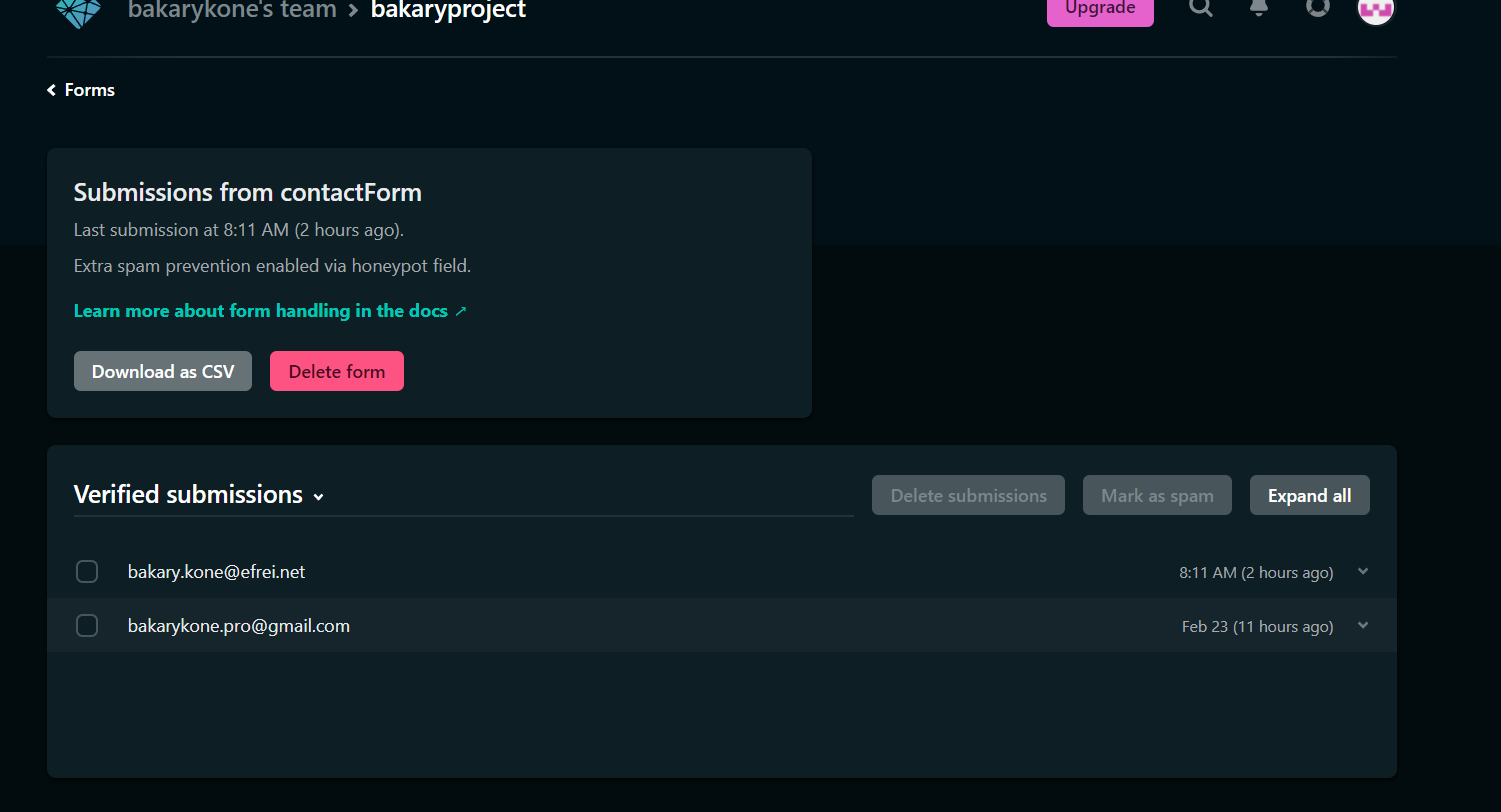 bakarykone's team > bakaryproject
Upgrade
Forms
Submissions from contactForm
Last submission at 8:11 AM (2 hours ago).
Extra spam prevention enabled via honeypot field.
Learn more about form handling in the docs ↗
Download as CSV
Delete form
Verified submissions
Delete submissions
Mark as spam
Expand all
bakary.kone@efrei.net
8:11 AM (2 hours ago)
bakarykone.pro@gmail.com
Feb 23 (11 hours ago)